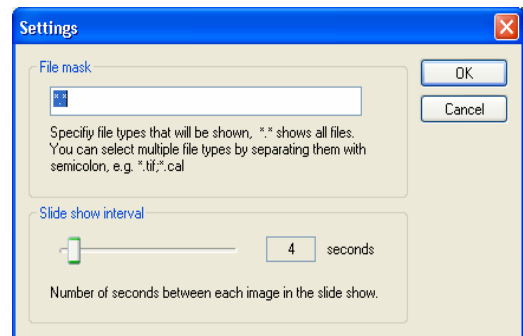 Settings
File mask
*.*
OK
Cancel
Specifiy file types that will be shown, *.* shows all files.
You can select multiple file types by separating them with
semicolon, e.g. *.tif;*.cal
Slide show interval
4 seconds
Number of seconds between each image in the slide show.